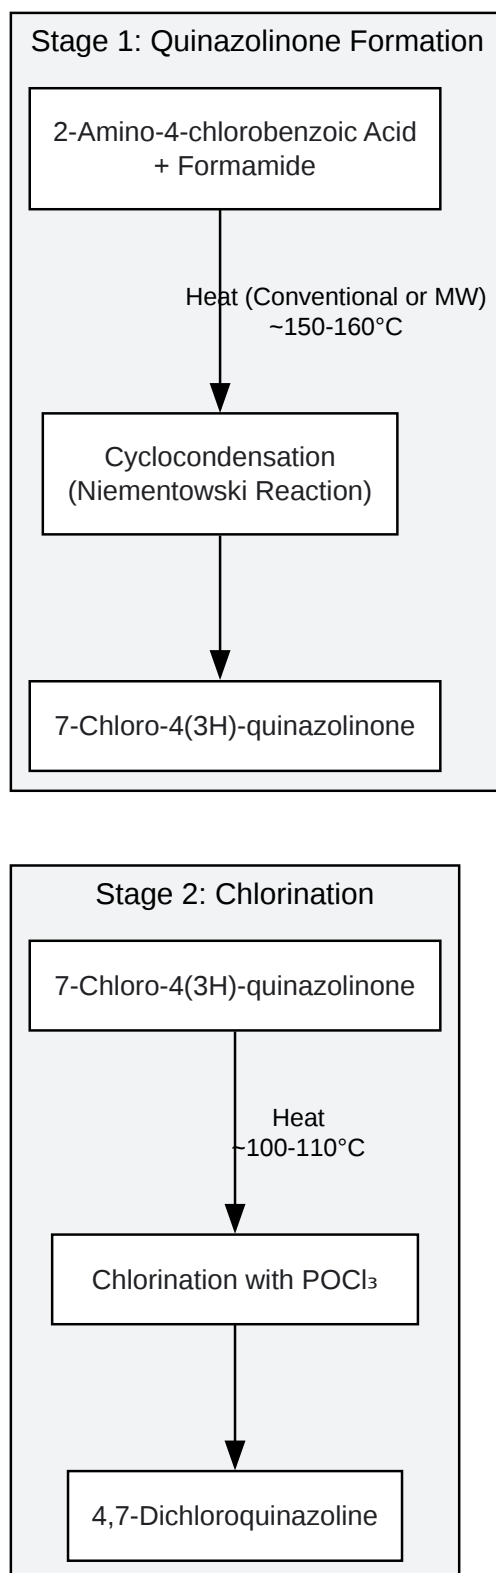 Stage 1: Quinazolinone Formation
2-Amino-4-chlorobenzoic Acid
+ Formamide
Heat (Conventional or MW)
~150-160°C
Cyclocondensation
(Niementowski Reaction)
7-Chloro-4(3H)-quinazolinone
Stage 2: Chlorination
7-Chloro-4(3H)-quinazolinone
Heat
~100-110°C
Chlorination with POCl₃
4,7-Dichloroquinazoline